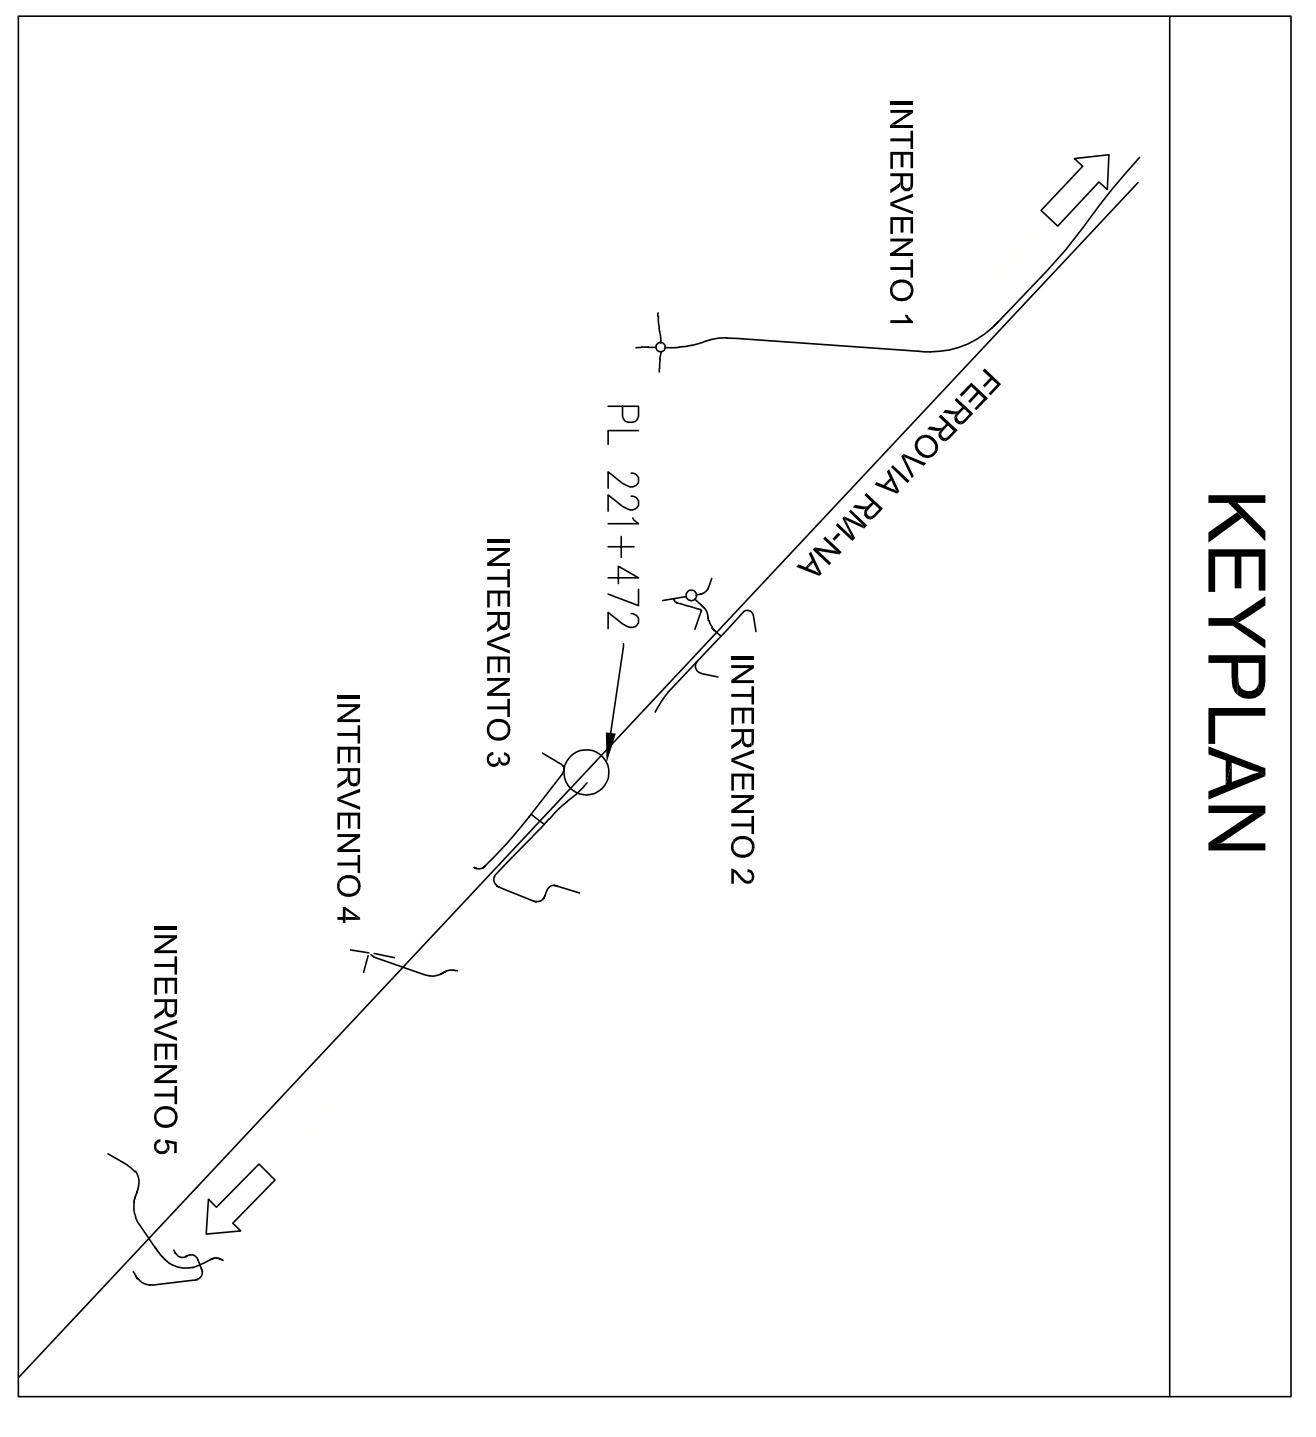 KEYPLAN
INTERVENTO 1
FERROVIA RM-NA
INTERVENTO 2
PL 221+472
INTERVENTO 3
INTERVENTO 4
INTERVENTO 5